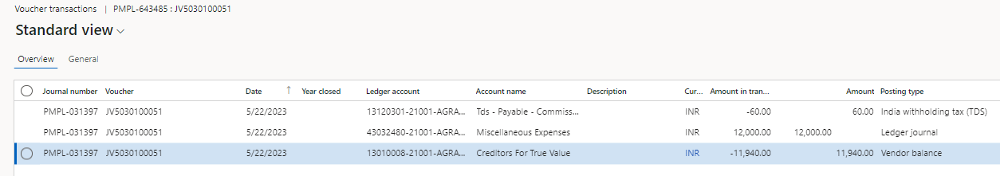 Voucher transactions | PMPL-643485 : JV5030100051
Standard view
Overview General
Journal number Voucher Date ↑ Year closed Ledger account Account name Description Cur... Amount in tran... Amount Posting type
PMPL-031397 JV5030100051 5/22/2023 13120301-21001-AGRA... Tds - Payable - Commiss... INR -60.00 60.00 India withholding tax (TDS)
PMPL-031397 JV5030100051 5/22/2023 43032480-21001-AGRA... Miscellaneous Expenses INR 12,000.00 12,000.00 Ledger journal
PMPL-031397 JV5030100051 5/22/2023 13010008-21001-AGRA... Creditors For True Value INR -11,940.00 11,940.00 Vendor balance